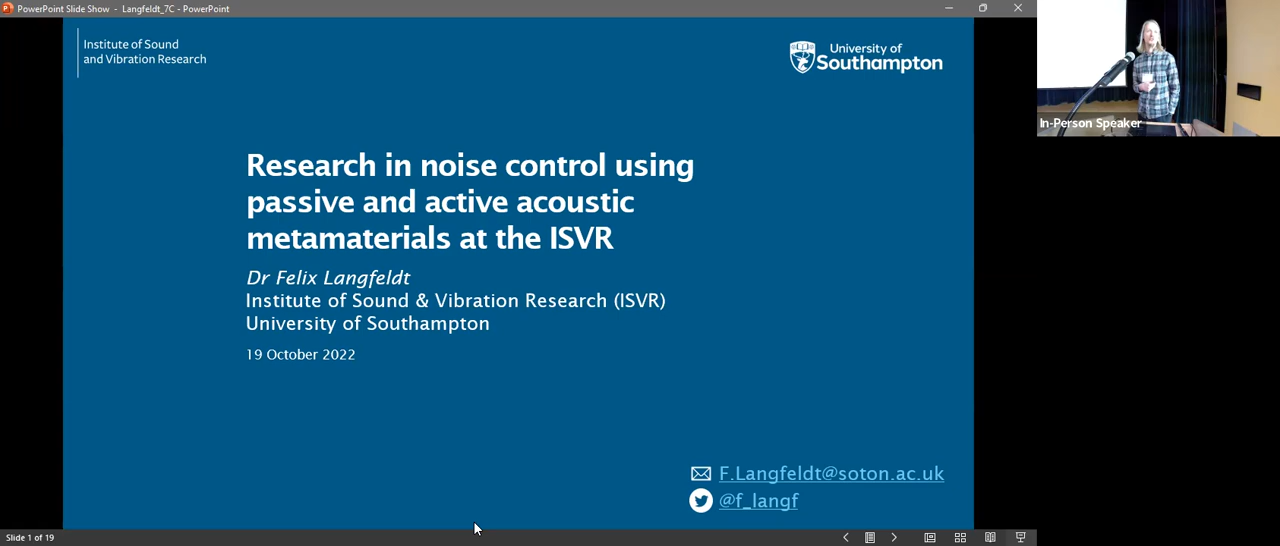 PowerPoint Slide Show - Langfeldt_7C - PowerPoint
Institute of Sound
and Vibration Research
University of
Southampton
In-Person Speaker
Research in noise control using
passive and active acoustic
metamaterials at the ISVR
Dr Felix Langfeldt
Institute of Sound & Vibration Research (ISVR)
University of Southampton
19 October 2022
F.Langfeldt@soton.ac.uk
@f_langf
Slide 1 of 19